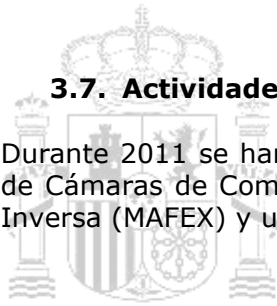 3.7. Actividade
Durante 2011 se har
de Cámaras de Com
Inversa (MAFEX) y u